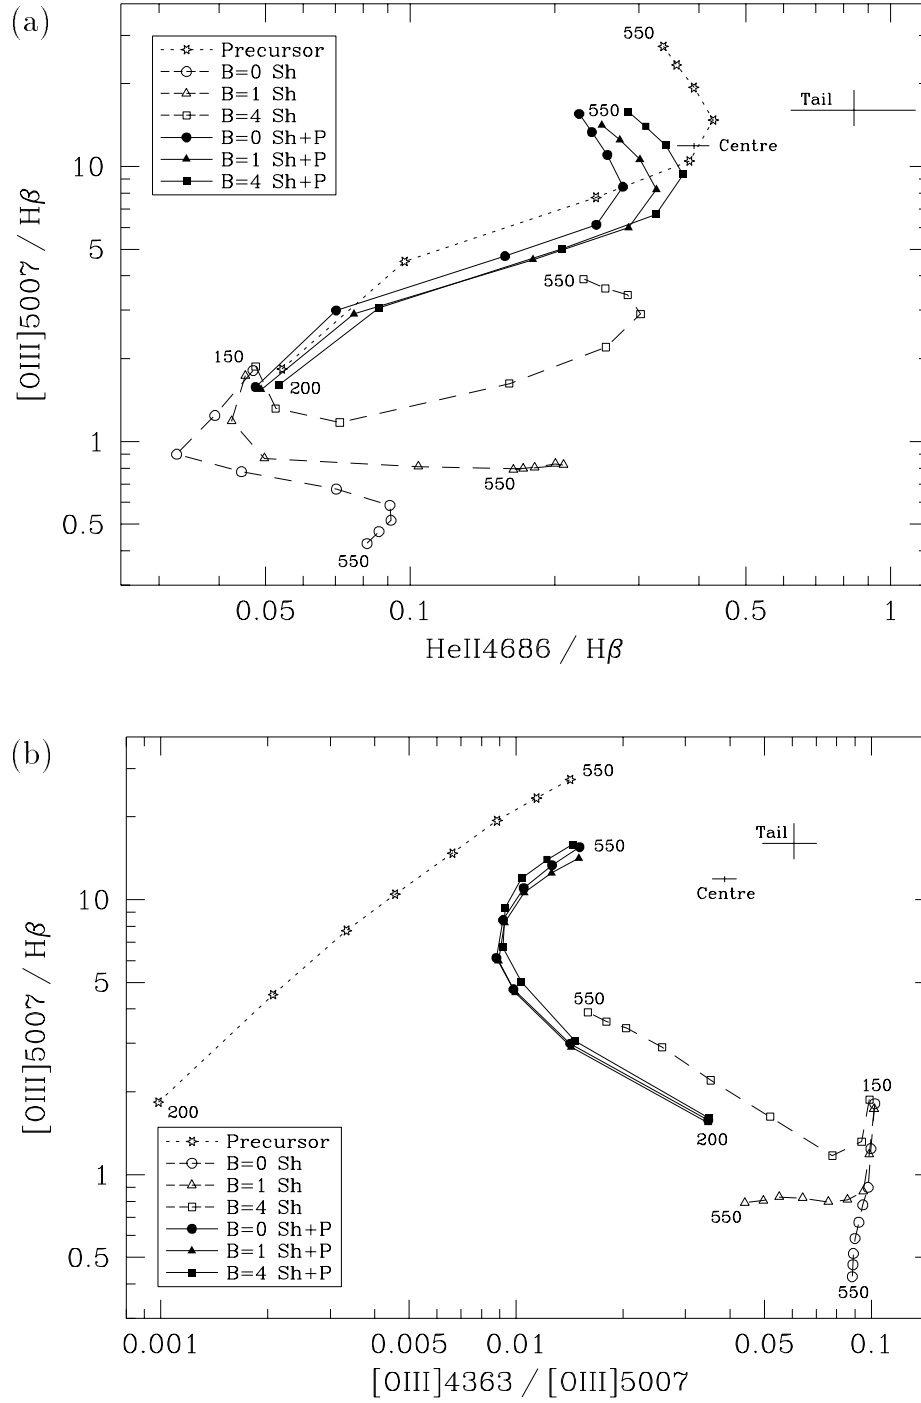 (a)
Precursor
B=0 Sh
B=1 Sh
B=4 Sh
B=0 Sh+P
B=1 Sh+P
B=4 Sh+P
550
550
Tail
Centre
550
150
200
550
550
10
5
1
0.5
[OIII]5007 / Hβ
0.05
0.1
0.5
1
HeII4686 / Hβ
(b)
550
550
Tail
Centre
550
150
200
200
550
550
Precursor
B=0 Sh
B=1 Sh
B=4 Sh
B=0 Sh+P
B=1 Sh+P
B=4 Sh+P
10
5
1
0.5
[OIII]5007 / Hβ
0.001
0.005
0.01
0.05
0.1
[OIII]4363 / [OIII]5007